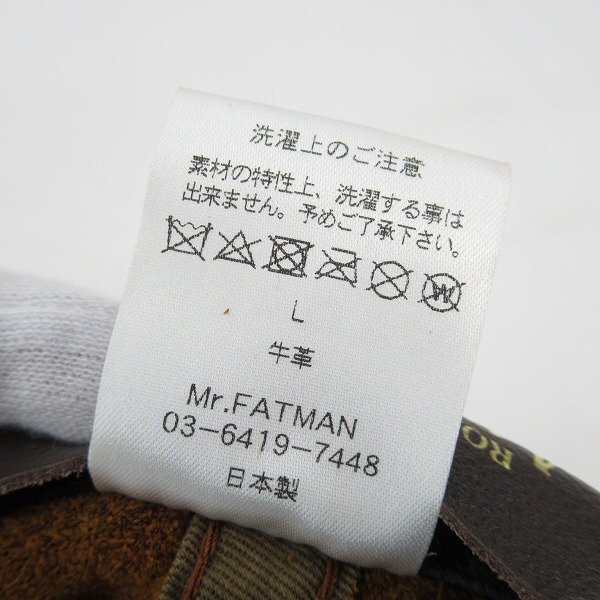 洗濯上のご注意
素材の特性上、洗濯する事は
出来ません。予めご了承下さい。
W
L
牛革
Mr.FATMAN
03-6419-7448
日本製
RO